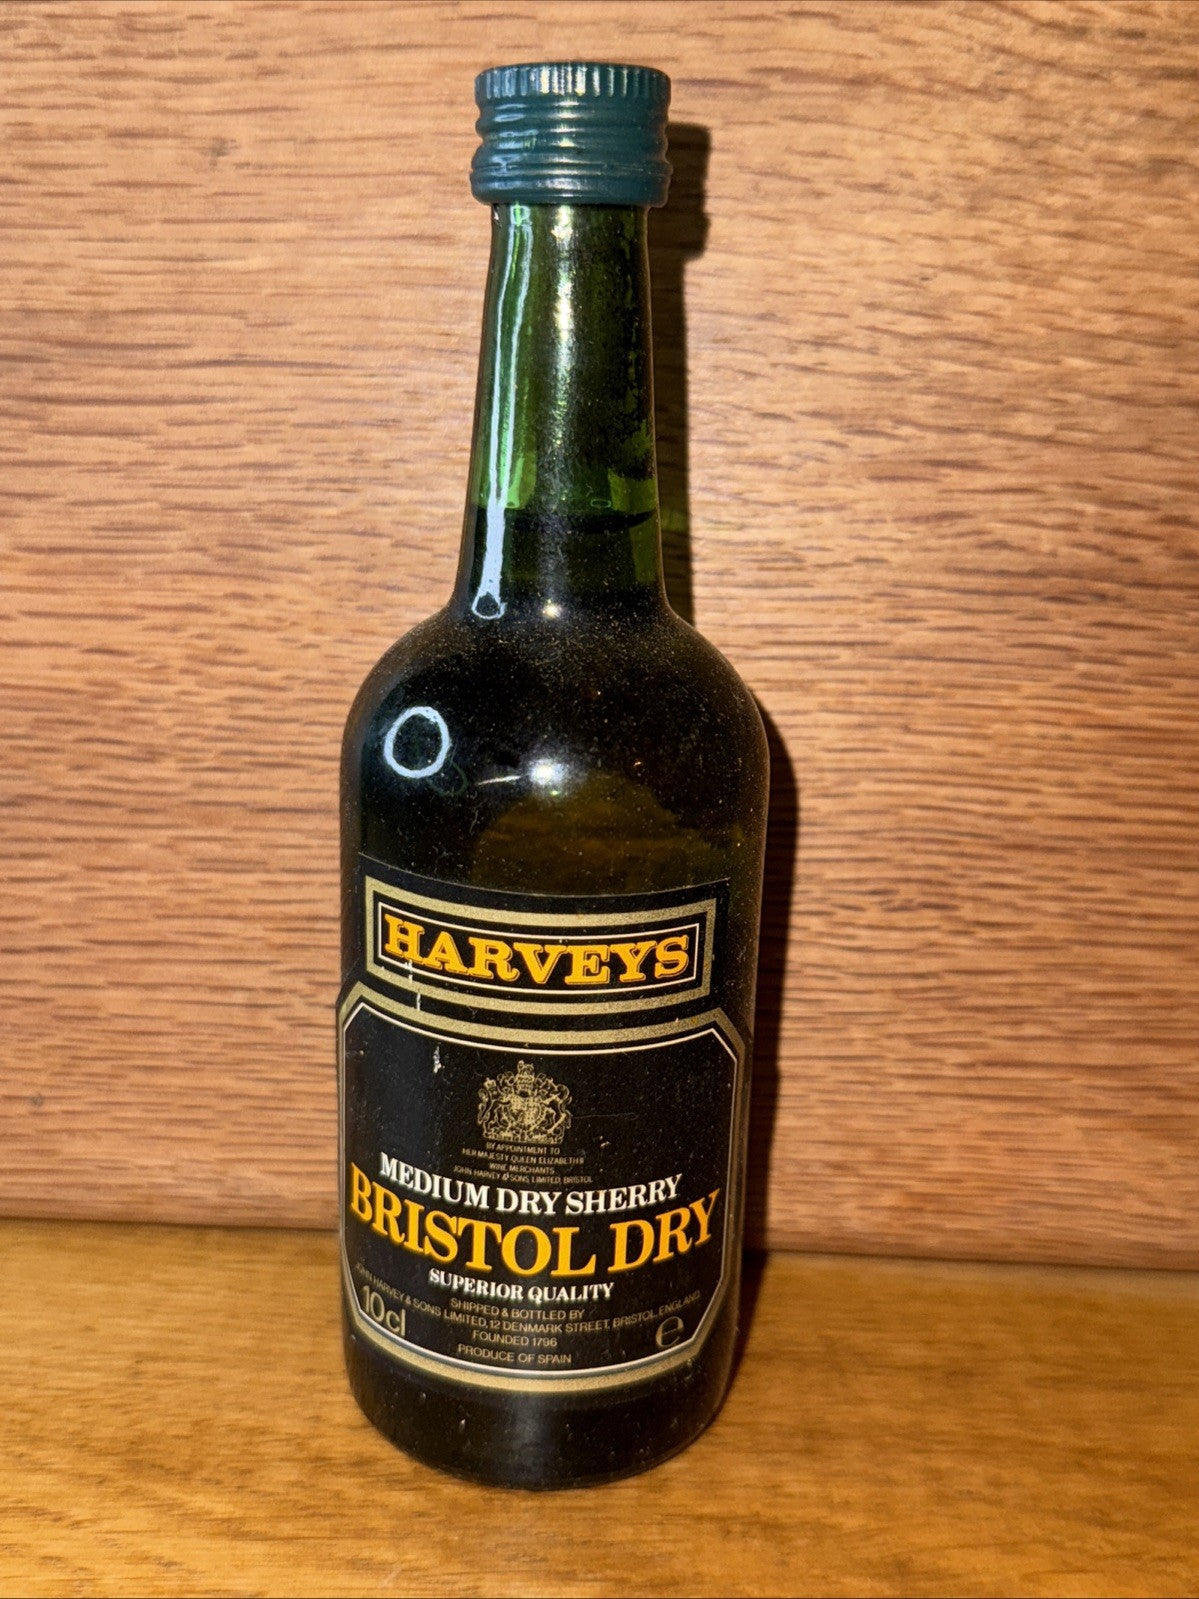 HARVEYS
BY APPOINTMENT TO
HER MAJESTY QUEEN ELIZABETH II
WINE MERCHANTS
JOHN HARVEY & SONS LIMITED, BRISTOL
MEDIUM DRY SHERRY
BRISTOL DRY
SUPERIOR QUALITY
SHIPPED & BOTTLED BY
JOHN HARVEY & SONS LIMITED, 12 DENMARK STREET, BRISTOL, ENGLAND
FOUNDED 1796
PRODUCE OF SPAIN
10cl
e